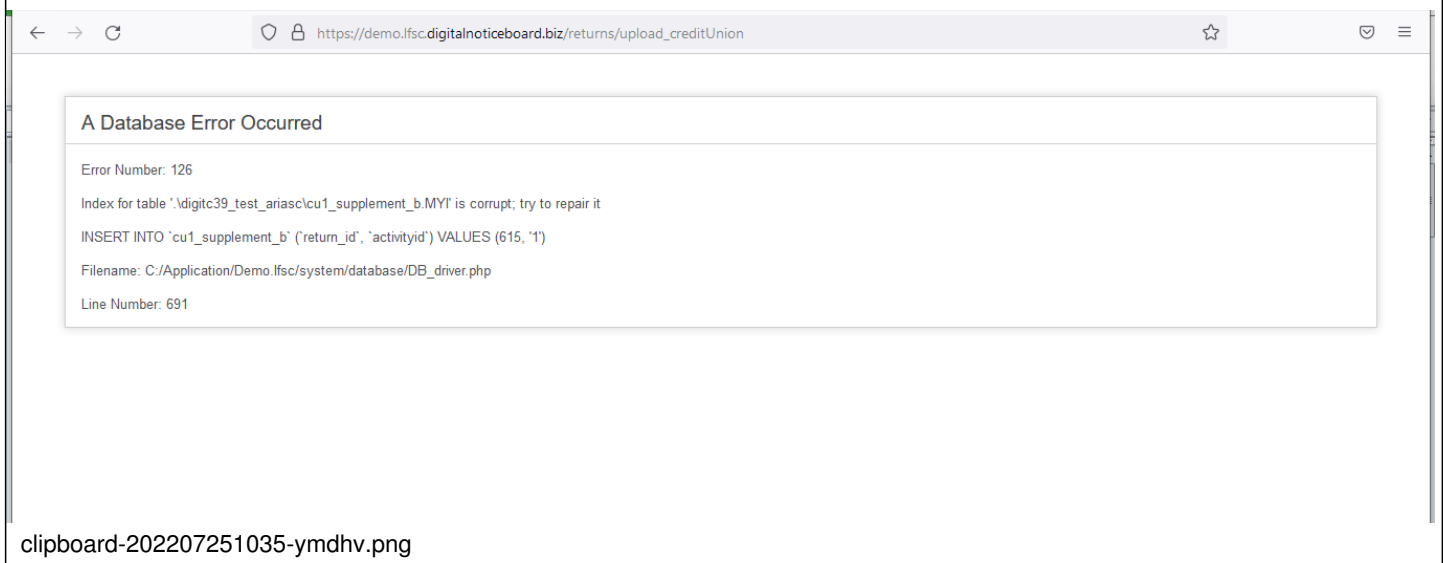 https://demo.lfsc.digitalnoticeboard.biz/returns/upload_creditUnion
A Database Error Occurred
Error Number: 126
Index for table '.\digitc39_test_ariasc\cu1_supplement_b.MYI' is corrupt; try to repair it
INSERT INTO `cu1_supplement_b` (`return_id`, `activityid`) VALUES (615, '1')
Filename: C:/Application/Demo.lfsc/system/database/DB_driver.php
Line Number: 691
clipboard-202207251035-ymdhv.png